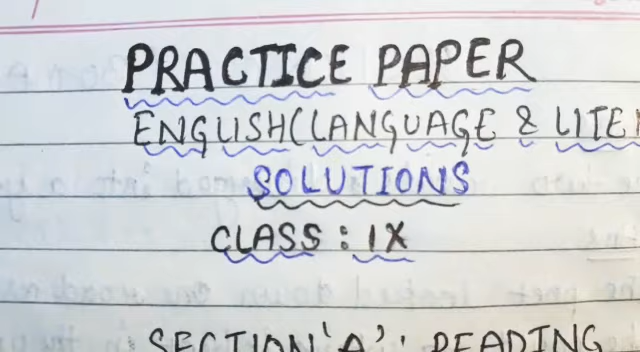 PRACTICE PAPER
ENGLISH (LANGUAGE & LITE
SOLUTIONS
CLASS : IX
SECTION 'A' : READING